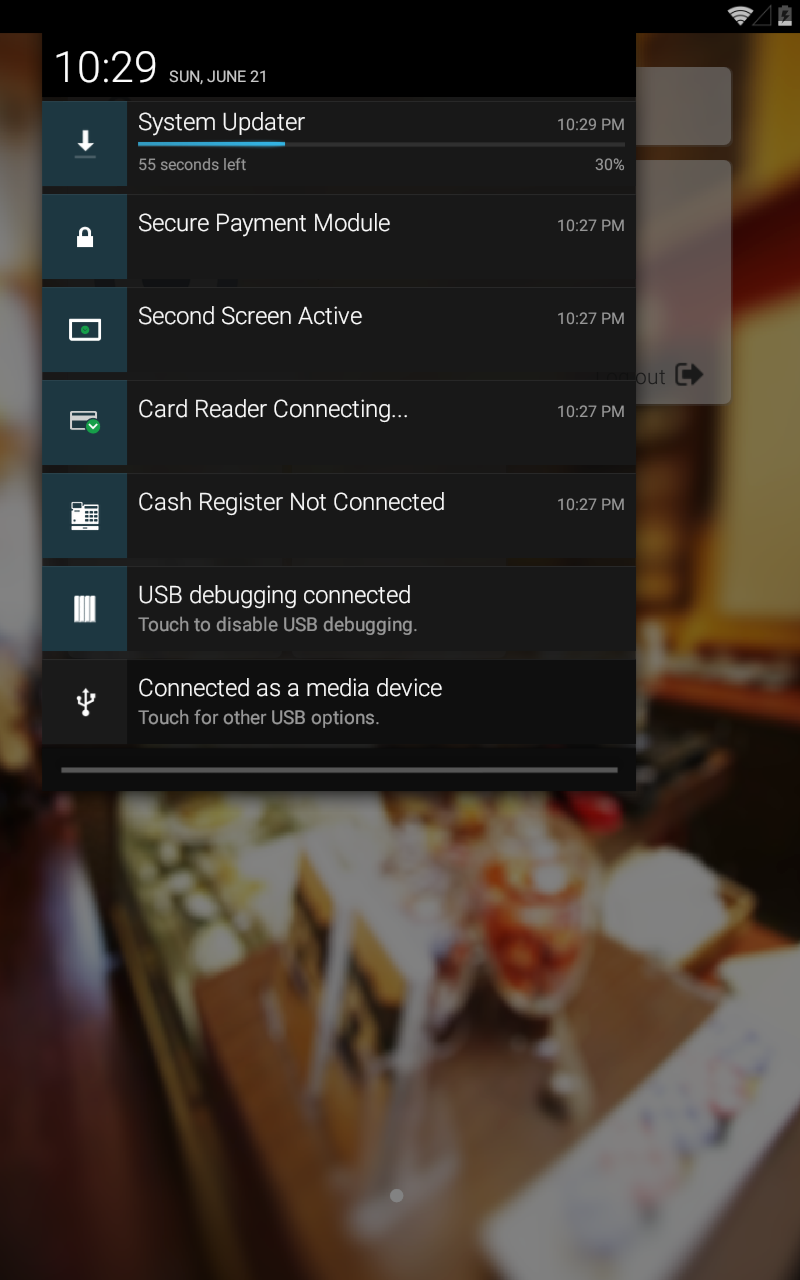 10:29 SUN, JUNE 21
System Updater 10:29 PM
55 seconds left 30%
Secure Payment Module 10:27 PM
Second Screen Active 10:27 PM
out
Card Reader Connecting... 10:27 PM
Cash Register Not Connected 10:27 PM
USB debugging connected
Touch to disable USB debugging.
Connected as a media device
Touch for other USB options.